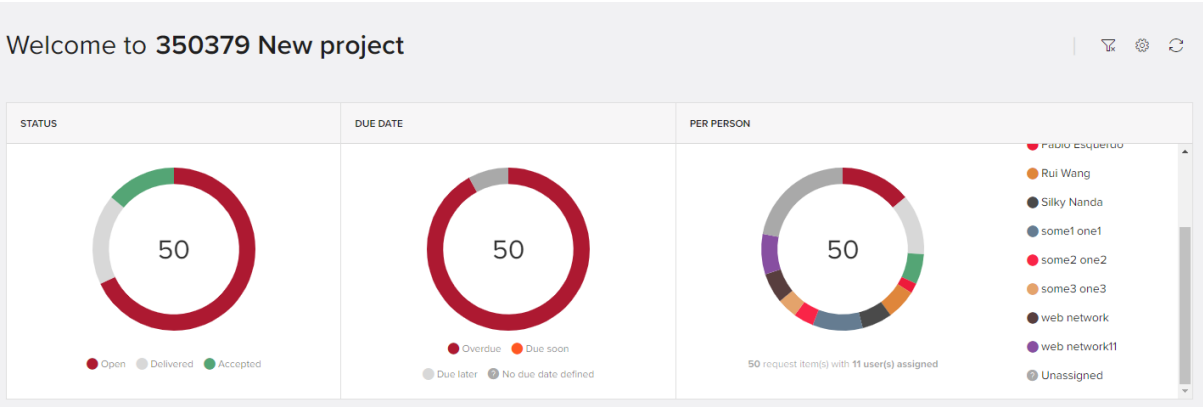 Welcome to 350379 New project
STATUS
50
Open Delivered Accepted
DUE DATE
50
Overdue Due soon
Due later ? No due date defined
PER PERSON
50
50 request item(s) with 11 user(s) assigned
Pablo Esquerdo
Rui Wang
Silky Nanda
some1 one1
some2 one2
some3 one3
web network
web network11
? Unassigned